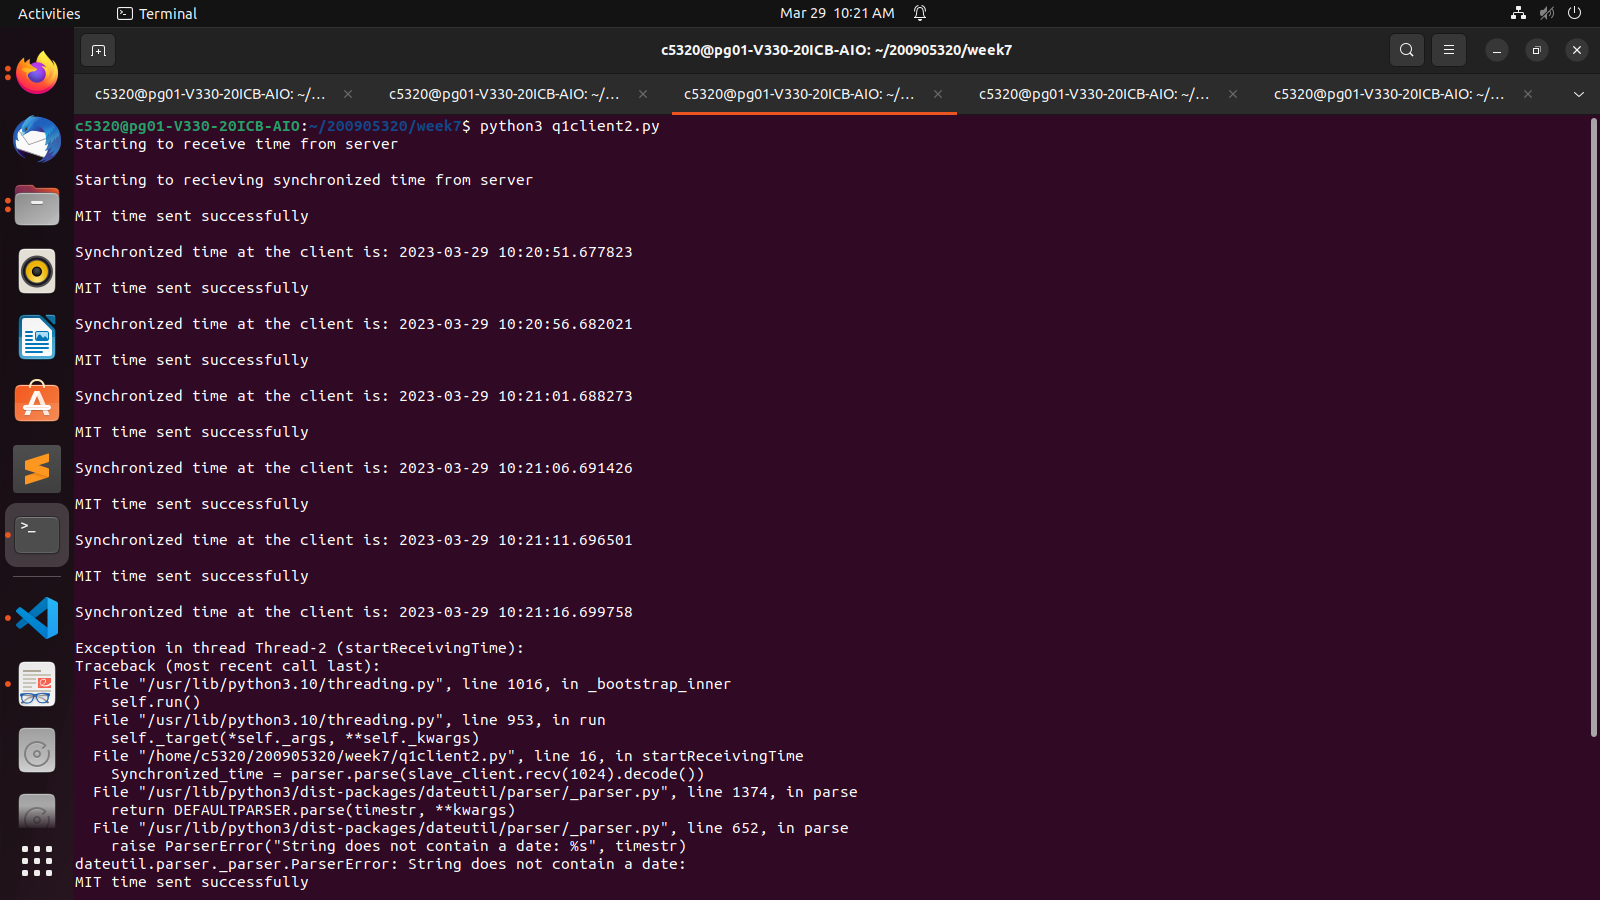 Activities
Terminal
Mar 29 10:21 AM
c5320@pg01-V330-20ICB-AIO: ~/200905320/week7
c5320@pg01-V330-20ICB-AIO: ~/...
c5320@pg01-V330-20ICB-AIO: ~/...
c5320@pg01-V330-20ICB-AIO: ~/...
c5320@pg01-V330-20ICB-AIO: ~/...
c5320@pg01-V330-20ICB-AIO: ~/...
c5320@pg01-V330-20ICB-AIO:~/200905320/week7$ python3 q1client2.py
Starting to receive time from server
Starting to recieving synchronized time from server
MIT time sent successfully
Synchronized time at the client is: 2023-03-29 10:20:51.677823
MIT time sent successfully
Synchronized time at the client is: 2023-03-29 10:20:56.682021
MIT time sent successfully
Synchronized time at the client is: 2023-03-29 10:21:01.688273
MIT time sent successfully
Synchronized time at the client is: 2023-03-29 10:21:06.691426
MIT time sent successfully
Synchronized time at the client is: 2023-03-29 10:21:11.696501
MIT time sent successfully
Synchronized time at the client is: 2023-03-29 10:21:16.699758
Exception in thread Thread-2 (startReceivingTime):
Traceback (most recent call last):
  File "/usr/lib/python3.10/threading.py", line 1016, in _bootstrap_inner
    self.run()
  File "/usr/lib/python3.10/threading.py", line 953, in run
    self._target(*self._args, **self._kwargs)
  File "/home/c5320/200905320/week7/q1client2.py", line 16, in startReceivingTime
    Synchronized_time = parser.parse(slave_client.recv(1024).decode())
  File "/usr/lib/python3/dist-packages/dateutil/parser/_parser.py", line 1374, in parse
    return DEFAULTPARSER.parse(timestr, **kwargs)
  File "/usr/lib/python3/dist-packages/dateutil/parser/_parser.py", line 652, in parse
    raise ParserError("String does not contain a date: %s", timestr)
dateutil.parser._parser.ParserError: String does not contain a date:
MIT time sent successfully